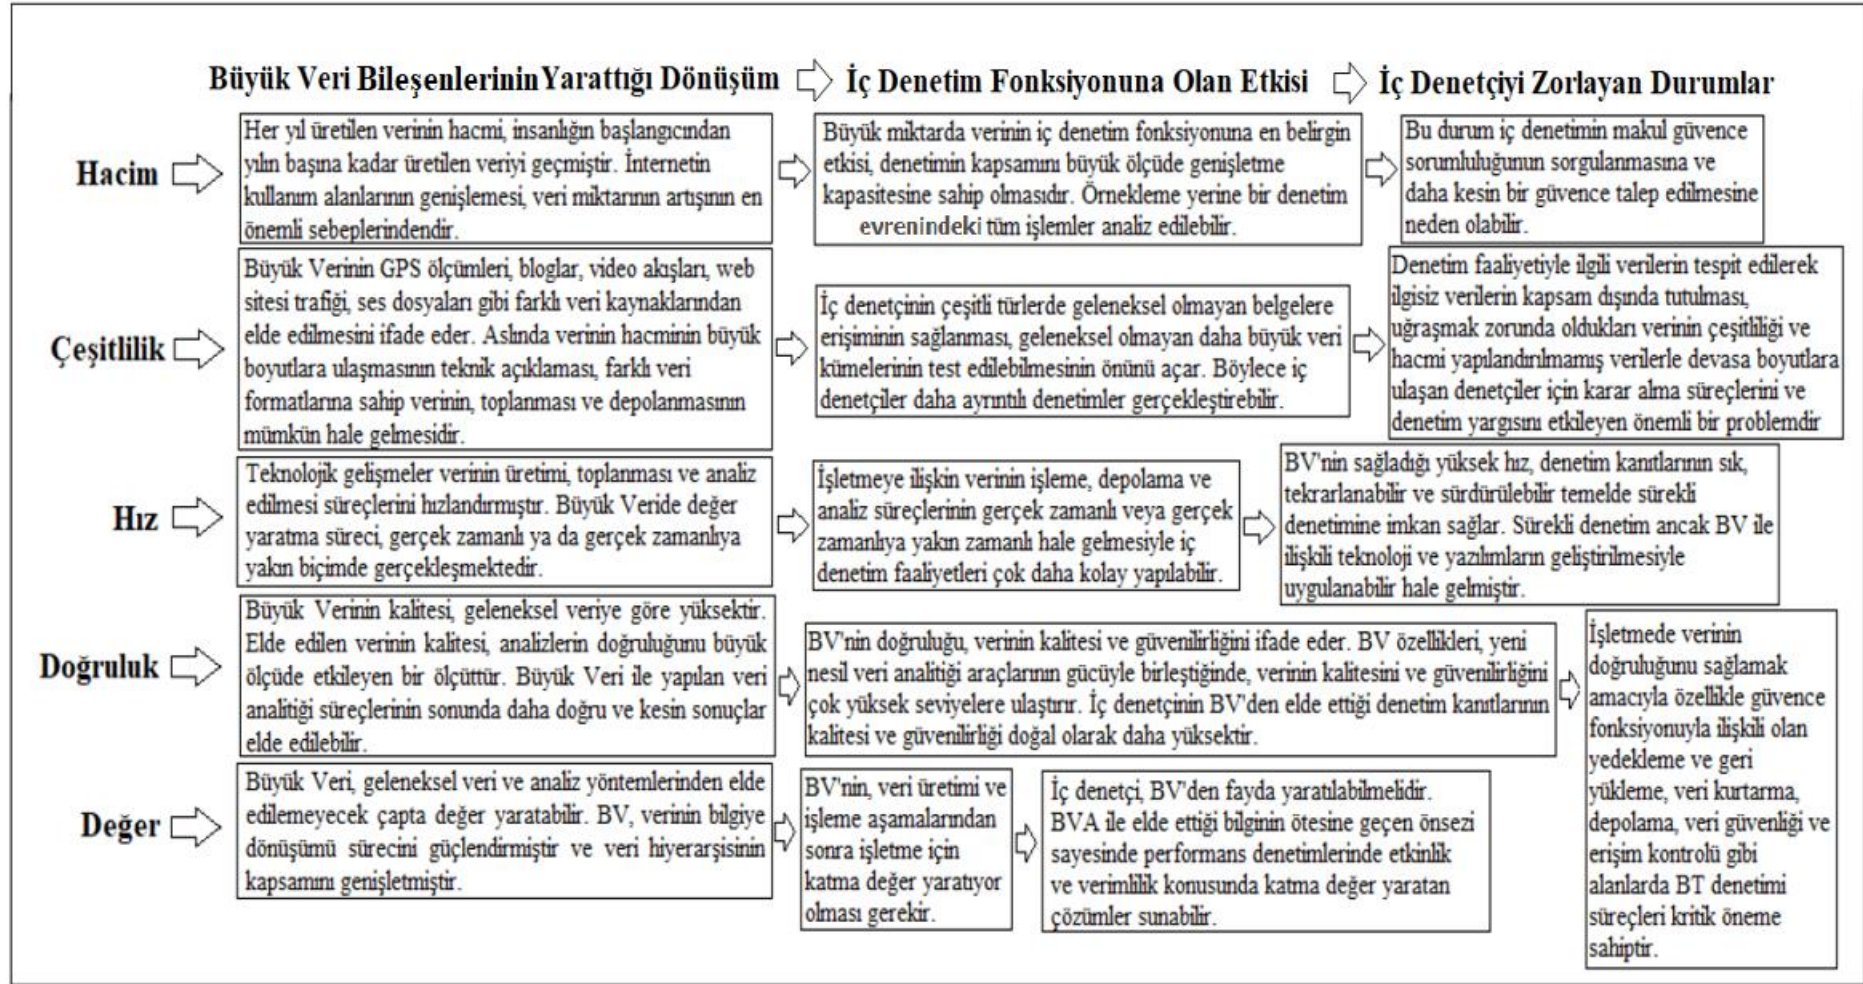 Büyük Veri Bileşenlerinin Yarattığı Dönüşüm
İç Denetim Fonksiyonuna Olan Etkisi
İç Denetçiyi Zorlayan Durumlar
Hacim
Her yıl üretilen verinin hacmi, insanlığın başlangıcından
yılın başına kadar üretilen veriyi geçmiştir. İnternetin
kullanım alanlarının genişlemesi, veri miktarının artışının en
önemli sebeplerindendir.
Büyük miktarda verinin iç denetim fonksiyonuna en belirgin
etkisi, denetimin kapsamını büyük ölçüde genişletme
kapasitesine sahip olmasıdır. Örnekleme yerine bir denetim
evrenindeki tüm işlemler analiz edilebilir.
Bu durum iç denetimin makul güvence
sorumluluğunun sorgulanmasına ve
daha kesin bir güvence talep edilmesine
neden olabilir.
Çeşitlilik
Büyük Verinin GPS ölçümleri, bloglar, video akışları, web
sitesi trafiği, ses dosyaları gibi farklı veri kaynaklarından
elde edilmesini ifade eder. Aslında verinin hacminin büyük
boyutlara ulaşmasının teknik açıklaması, farklı veri
formatlarına sahip verinin, toplanması ve depolanmasının
mümkün hale gelmesidir.
İç denetçinin çeşitli türlerde geleneksel olmayan belgelere
erişiminin sağlanması, geleneksel olmayan daha büyük veri
kümelerinin test edilebilmesinin önünü açar. Böylece iç
denetçiler daha ayrıntılı denetimler gerçekleştirebilir.
Denetim faaliyetiyle ilgili verilerin tespit edilerek
ilgisiz verilerin kapsam dışında tutulması,
uğraşmak zorunda oldukları verinin çeşitliliği ve
hacmi yapılandırılmamış verilerle devasa boyutlara
ulaşan denetçiler için karar alma süreçlerini ve
denetim yargısını etkileyen önemli bir problemdir
Hız
Teknolojik gelişmeler verinin üretimi, toplanması ve analiz
edilmesi süreçlerini hızlandırmıştır. Büyük Veride değer
yaratma süreci, gerçek zamanlı ya da gerçek zamanlıya
yakın biçimde gerçekleşmektedir.
İşletmeye ilişkin verinin işleme, depolama ve
analiz süreçlerinin gerçek zamanlı veya gerçek
zamanlıya yakın zamanlı hale gelmesiyle iç
denetim faaliyetleri çok daha kolay yapılabilir.
BV'nin sağladığı yüksek hız, denetim kanıtlarının sık,
tekrarlanabilir ve sürdürülebilir temelde sürekli
denetimine imkan sağlar. Sürekli denetim ancak BV ile
ilişkili teknoloji ve yazılımların geliştirilmesiyle
uygulanabilir hale gelmiştir.
Doğruluk
Büyük Verinin kalitesi, geleneksel veriye göre yüksektir.
Elde edilen verinin kalitesi, analizlerin doğruluğunu büyük
ölçüde etkileyen bir ölçüttür. Büyük Veri ile yapılan veri
analitiği süreçlerinin sonunda daha doğru ve kesin sonuçlar
elde edilebilir.
BV'nin doğruluğu, verinin kalitesi ve güvenilirliğini ifade eder. BV özellikleri, yeni
nesil veri analitiği araçlarının gücüyle birleştiğinde, verinin kalitesini ve güvenilirliğini
çok yüksek seviyelere ulaştırır. İç denetçinin BV'den elde ettiği denetim kanıtlarının
kalitesi ve güvenilirliği doğal olarak daha yüksektir.
İşletmede verinin
doğruluğunu sağlamak
amacıyla özellikle güvence
fonksiyonuyla ilişkili olan
yedekleme ve geri
yükleme, veri kurtarma,
depolama, veri güvenliği ve
erişim kontrolü gibi
alanlarda BT denetimi
süreçleri kritik öneme
sahiptir.
Değer
Büyük Veri, geleneksel veri ve analiz yöntemlerinden elde
edilemeyecek çapta değer yaratabilir. BV, verinin bilgiye
dönüşümü sürecini güçlendirmiştir ve veri hiyerarşisinin
kapsamını genişletmiştir.
BV'nin, veri üretimi ve
işleme aşamalarından
sonra işletme için
katma değer yaratıyor
olması gerekir.
İç denetçi, BV'den fayda yaratılabilmelidir.
BVA ile elde ettiği bilginin ötesine geçen önsezi
sayesinde performans denetimlerinde etkinlik
ve verimlilik konusunda katma değer yaratan
çözümler sunabilir.